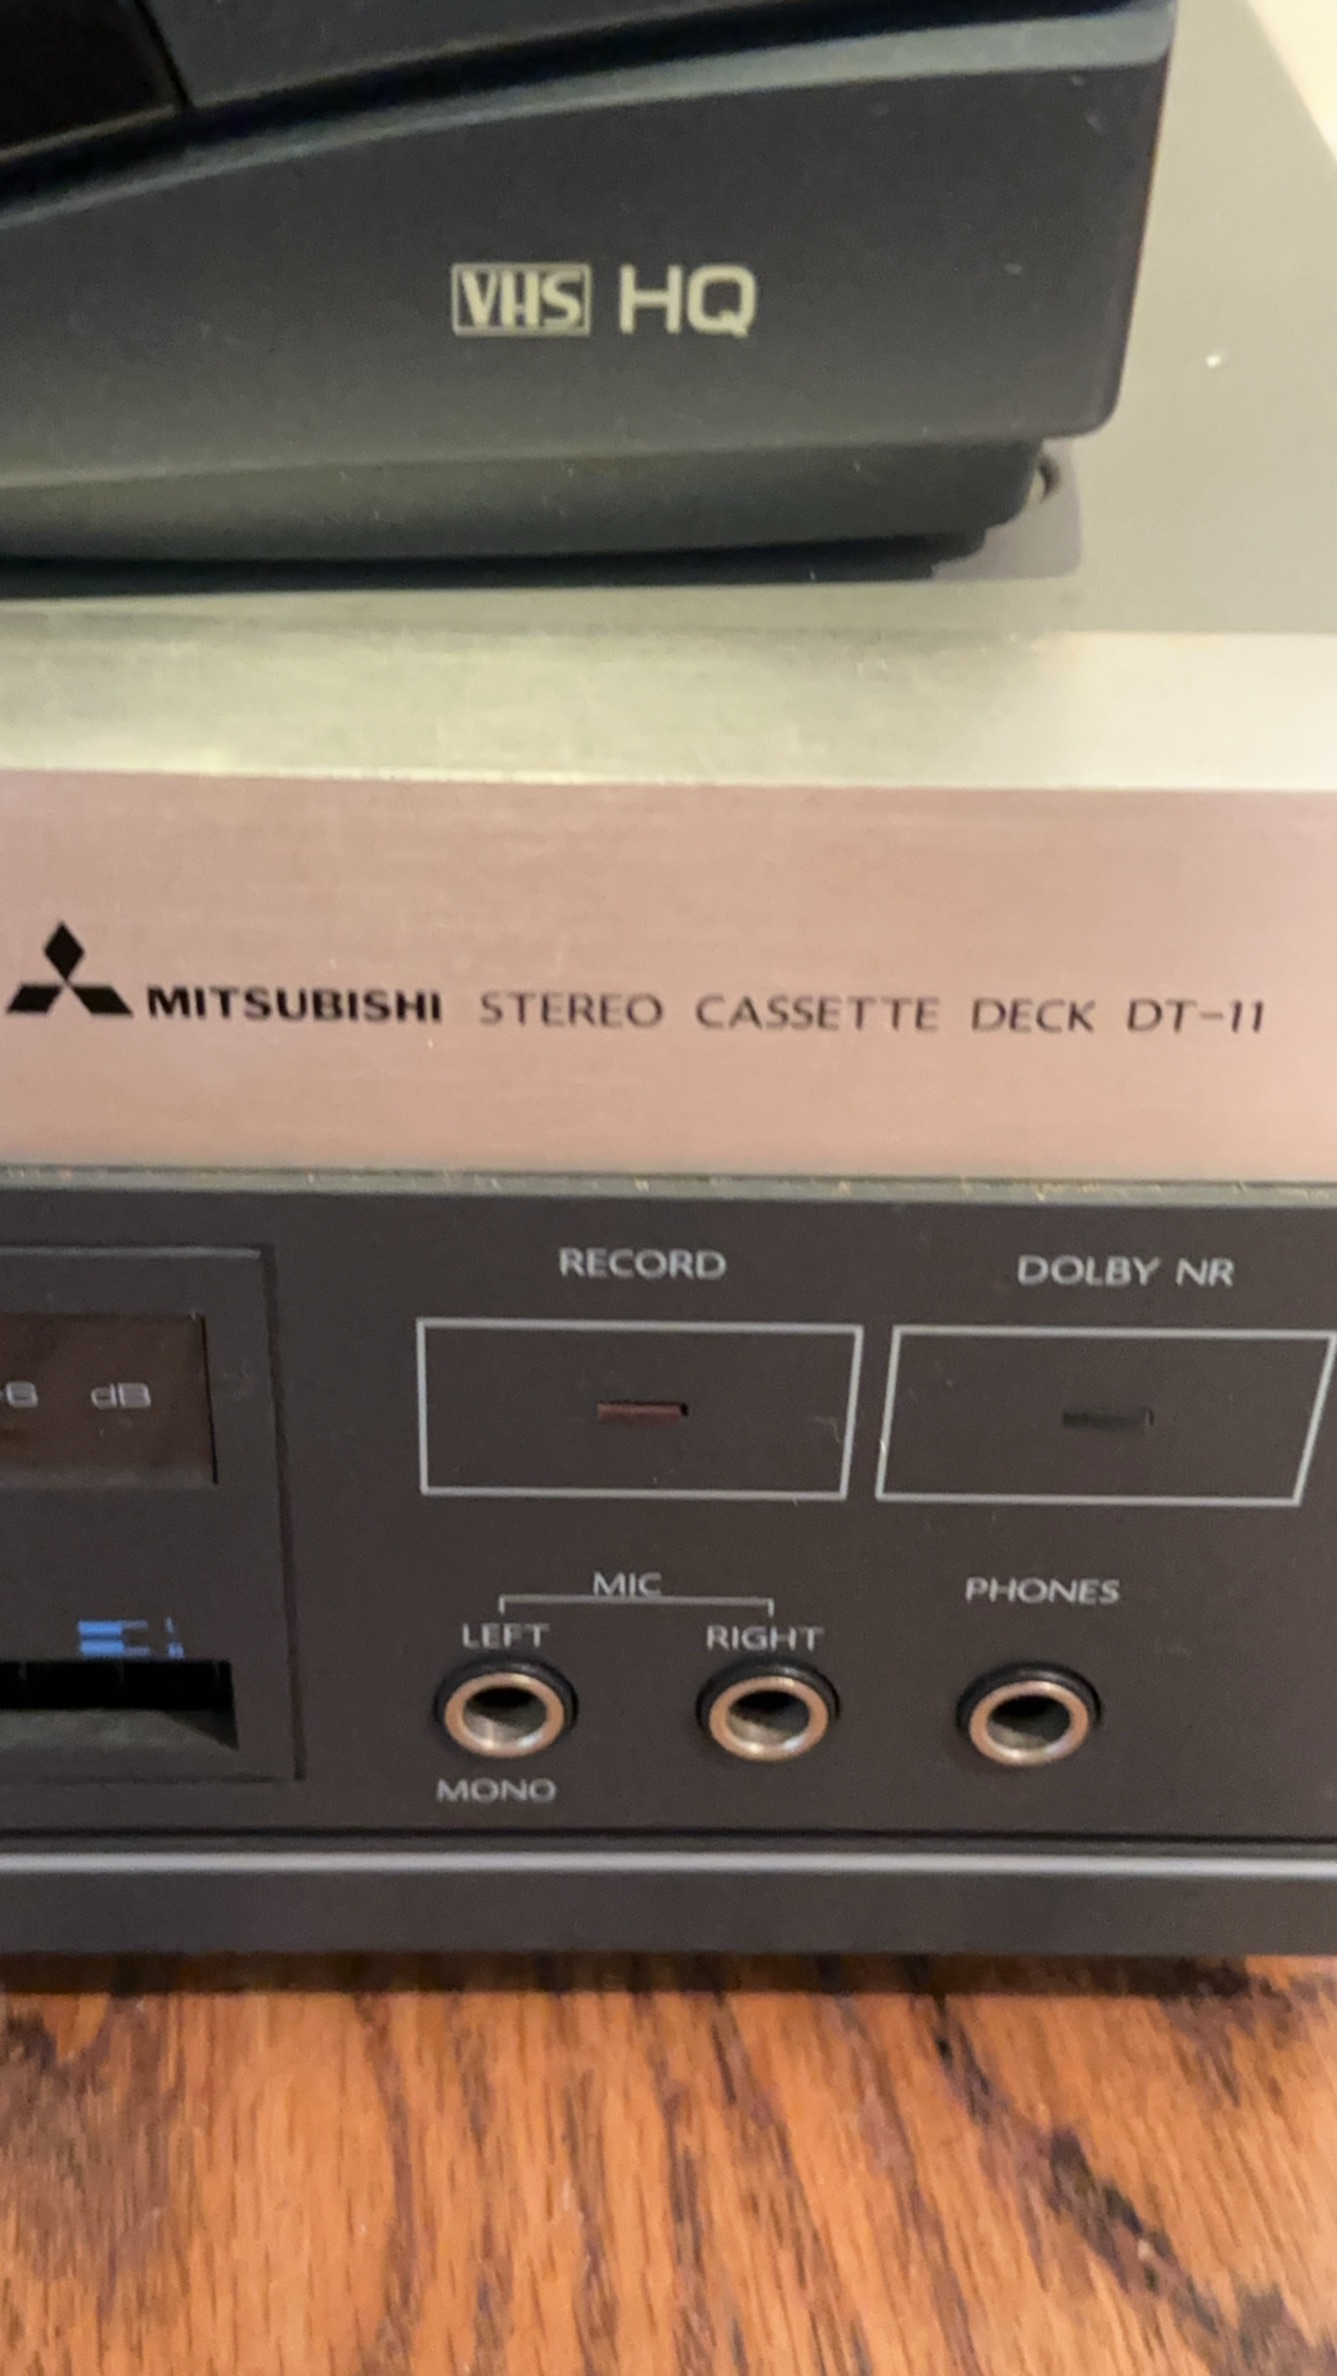 VHS HQ
MITSUBISHI STEREO CASSETTE DECK DT-11
RECORD DOLBY NR
dB
MIC PHONES
LEFT RIGHT
MONO